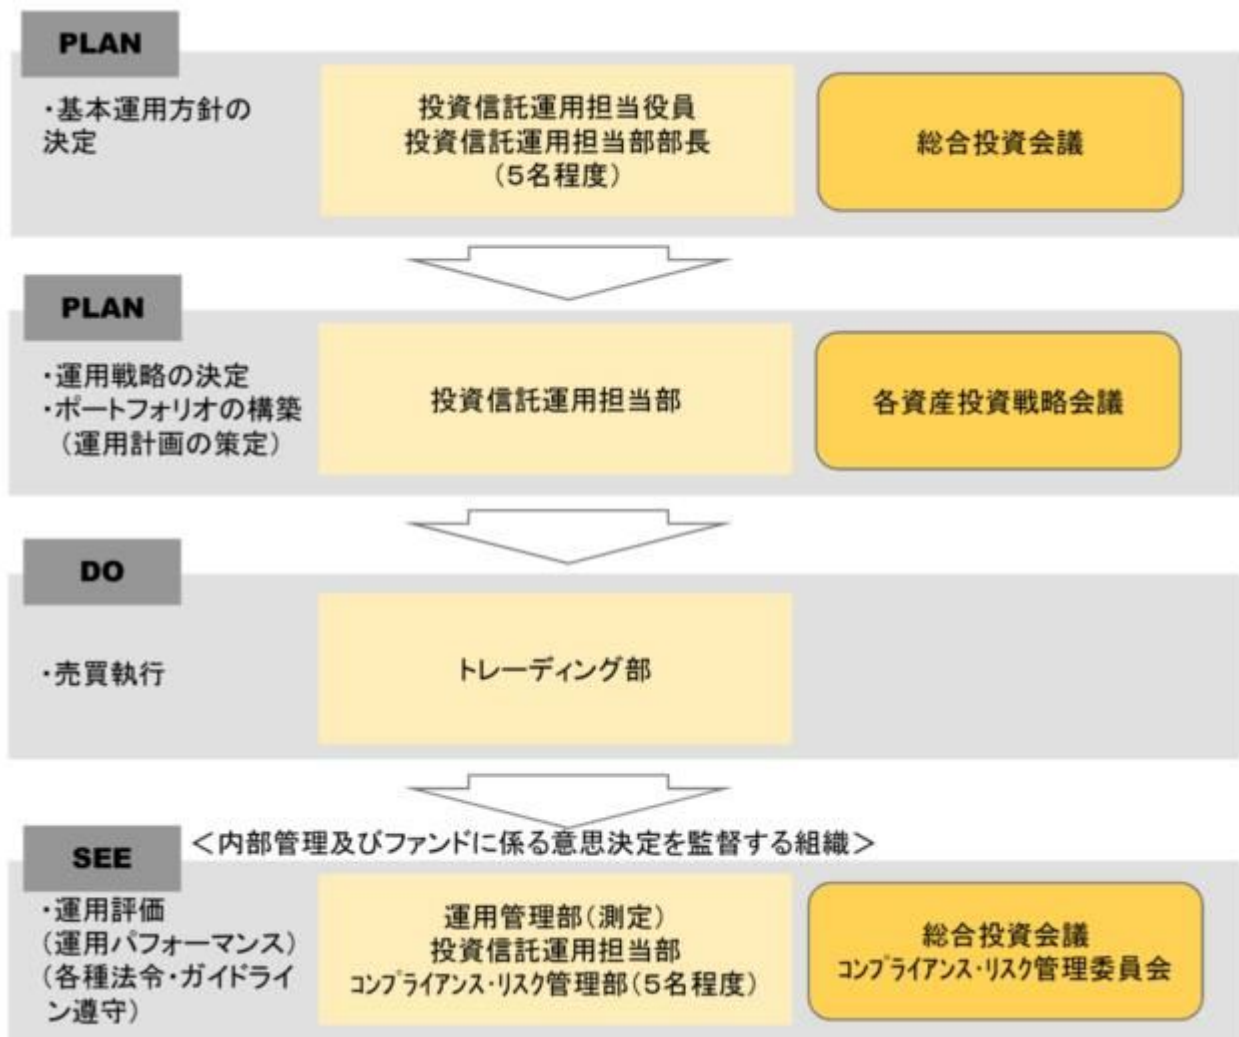 PLAN
・基本運用方針の
決定
投資信託運用担当役員
投資信託運用担当部部長
(5名程度)
総合投資会議
PLAN
・運用戦略の決定
・ポートフォリオの構築
(運用計画の策定)
投資信託運用担当部
各資産投資戦略会議
DO
・売買執行
トレーディング部
SEE
＜内部管理及びファンドに係る意思決定を監督する組織＞
・運用評価
(運用パフォーマンス)
(各種法令・ガイドライ
ン遵守)
運用管理部(測定)
投資信託運用担当部
ｺﾝﾌﾟﾗｲｱﾝｽ･ﾘｽｸ管理部(5名程度)
総合投資会議
ｺﾝﾌﾟﾗｲｱﾝｽ･ﾘｽｸ管理委員会